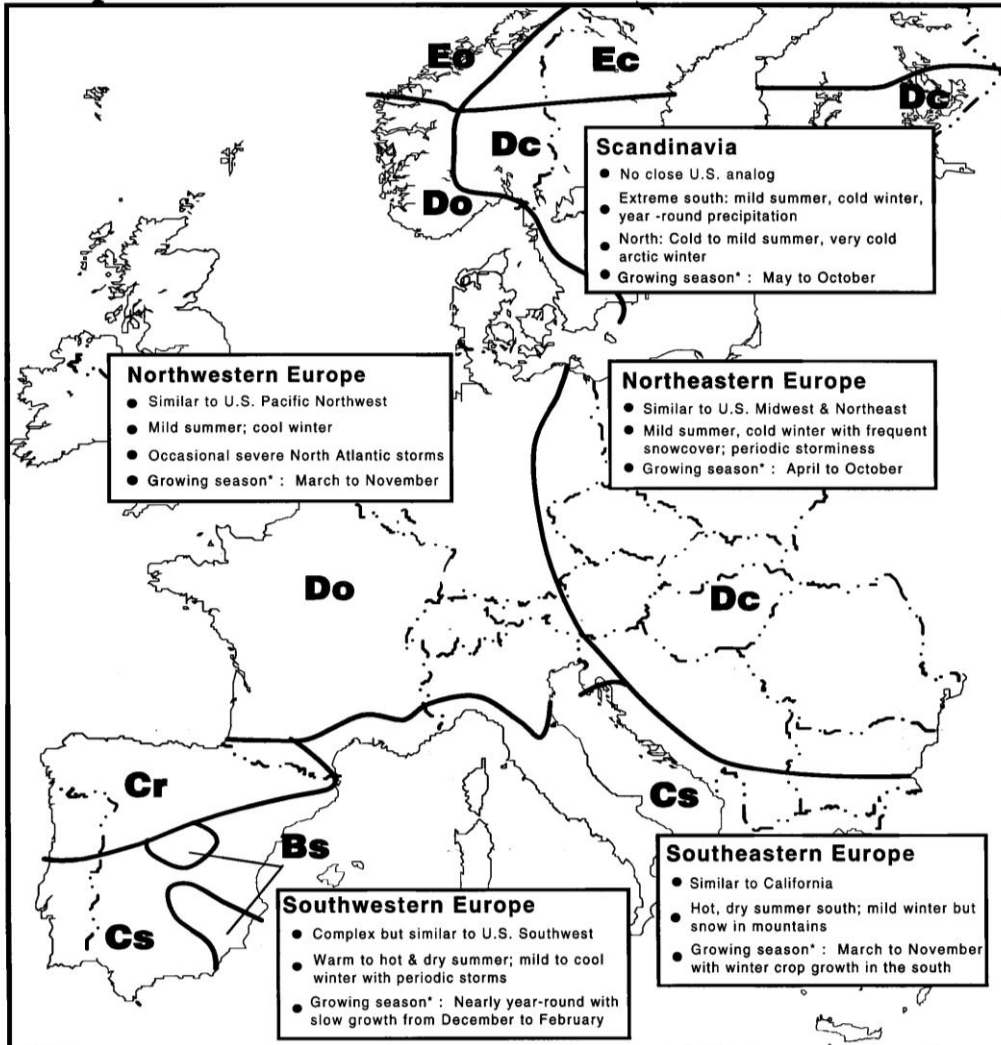 Eo
Ec
Dc
Dc
Do
Scandinavia
● No close U.S. analog
● Extreme south: mild summer, cold winter,
year -round precipitation
● North: Cold to mild summer, very cold
arctic winter
● Growing season* : May to October
Northwestern Europe
● Similar to U.S. Pacific Northwest
● Mild summer; cool winter
● Occasional severe North Atlantic storms
● Growing season* : March to November
Northeastern Europe
● Similar to U.S. Midwest & Northeast
● Mild summer, cold winter with frequent
snowcover; periodic storminess
● Growing season* : April to October
Do
Dc
Cr
Cs
Bs
Cs
Southeastern Europe
● Similar to California
● Hot, dry summer south; mild winter but
snow in mountains
● Growing season* : March to November
with winter crop growth in the south
Southwestern Europe
● Complex but similar to U.S. Southwest
● Warm to hot & dry summer; mild to cool
winter with periodic storms
● Growing season* : Nearly year-round with
slow growth from December to February